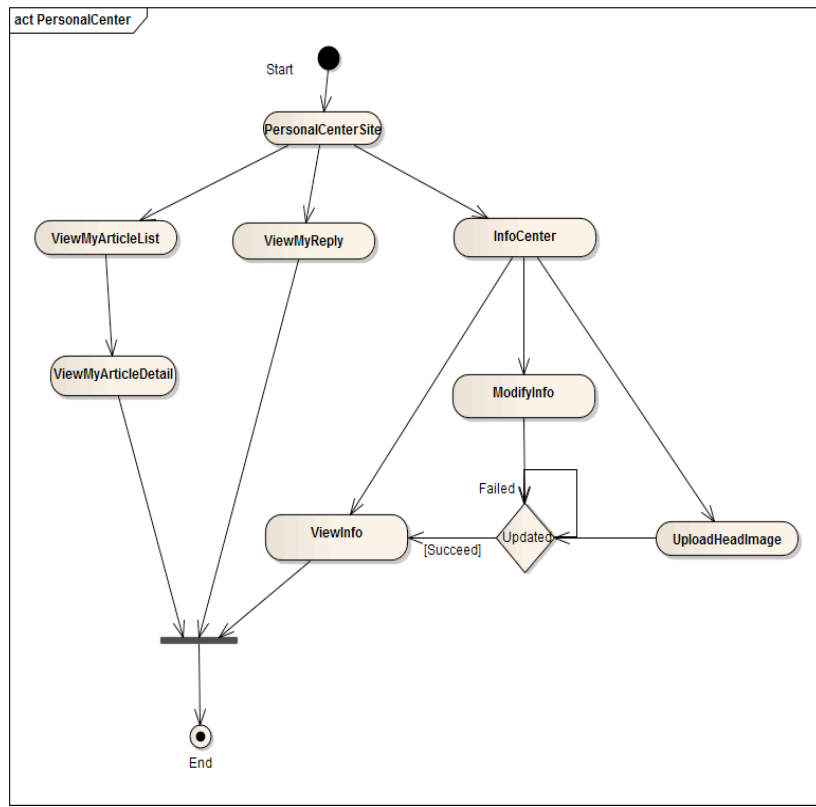 act PersonalCenter
Start
PersonalCenterSite
ViewMyArticleList
ViewMyReply
InfoCenter
ViewMyArticleDetail
ModifyInfo
Failed
ViewInfo
Updated
UploadHeadImage
[Succeed]
End